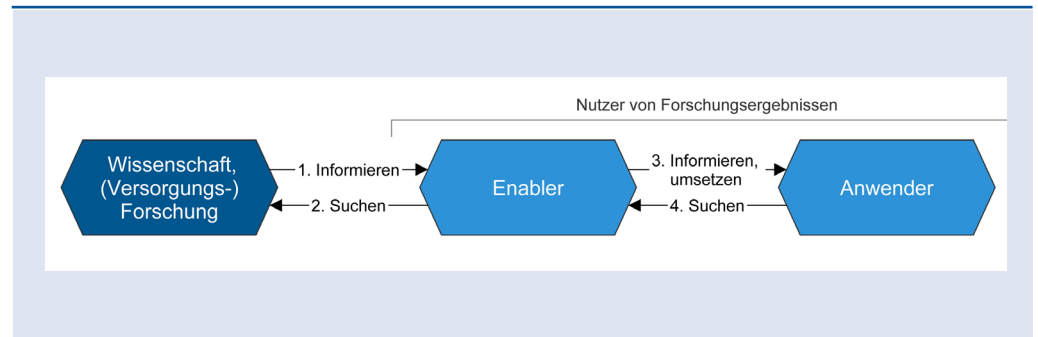 Nutzer von Forschungsergebnissen
Wissenschaft,
(Versorgungs-)
Forschung
1. Informieren
2. Suchen
Enabler
3. Informieren,
umsetzen
4. Suchen
Anwender